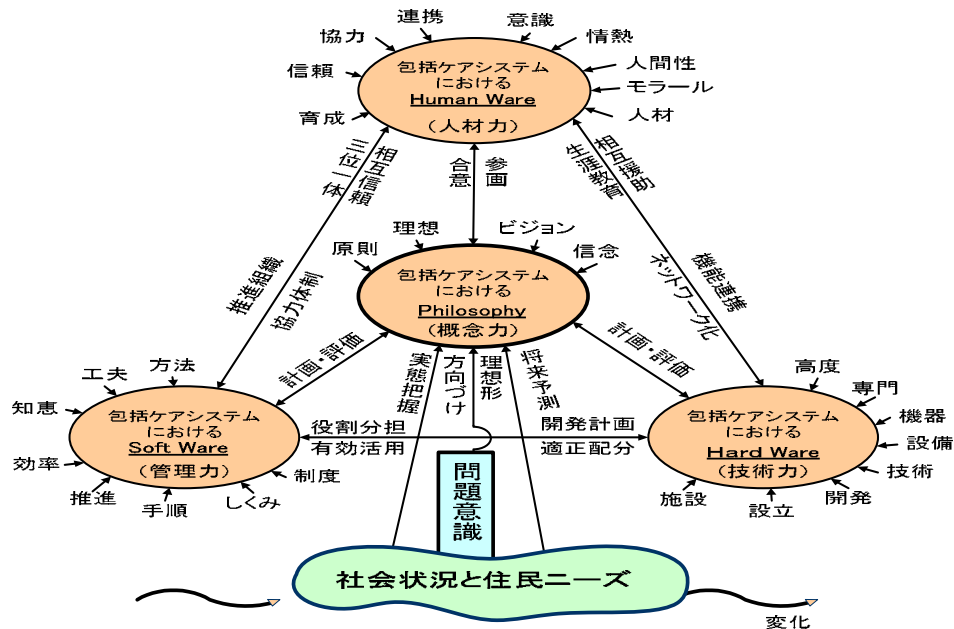 連携
意識
協力
情熱
信頼
人間性
モラール
育成
人材
包括ケアシステム
における
Human Ware
(人材力)
三位一体
相互信頼
合意
参画
相互援助
生涯教育
推進組織
協力体制
機能連携
ネットワーク化
理想
ビジョン
原則
信念
包括ケアシステム
における
Philosophy
(概念力)
計画・評価
計画・評価
実態把握
方向づけ
理想形
将来予測
方法
工夫
知恵
効率
推進
手順
しくみ
制度
包括ケアシステム
における
Soft Ware
(管理力)
役割分担
有効活用
開発計画
適正配分
高度
専門
機器
設備
技術
開発
設立
施設
包括ケアシステム
における
Hard Ware
(技術力)
問題意識
社会状況と住民ニーズ
変化